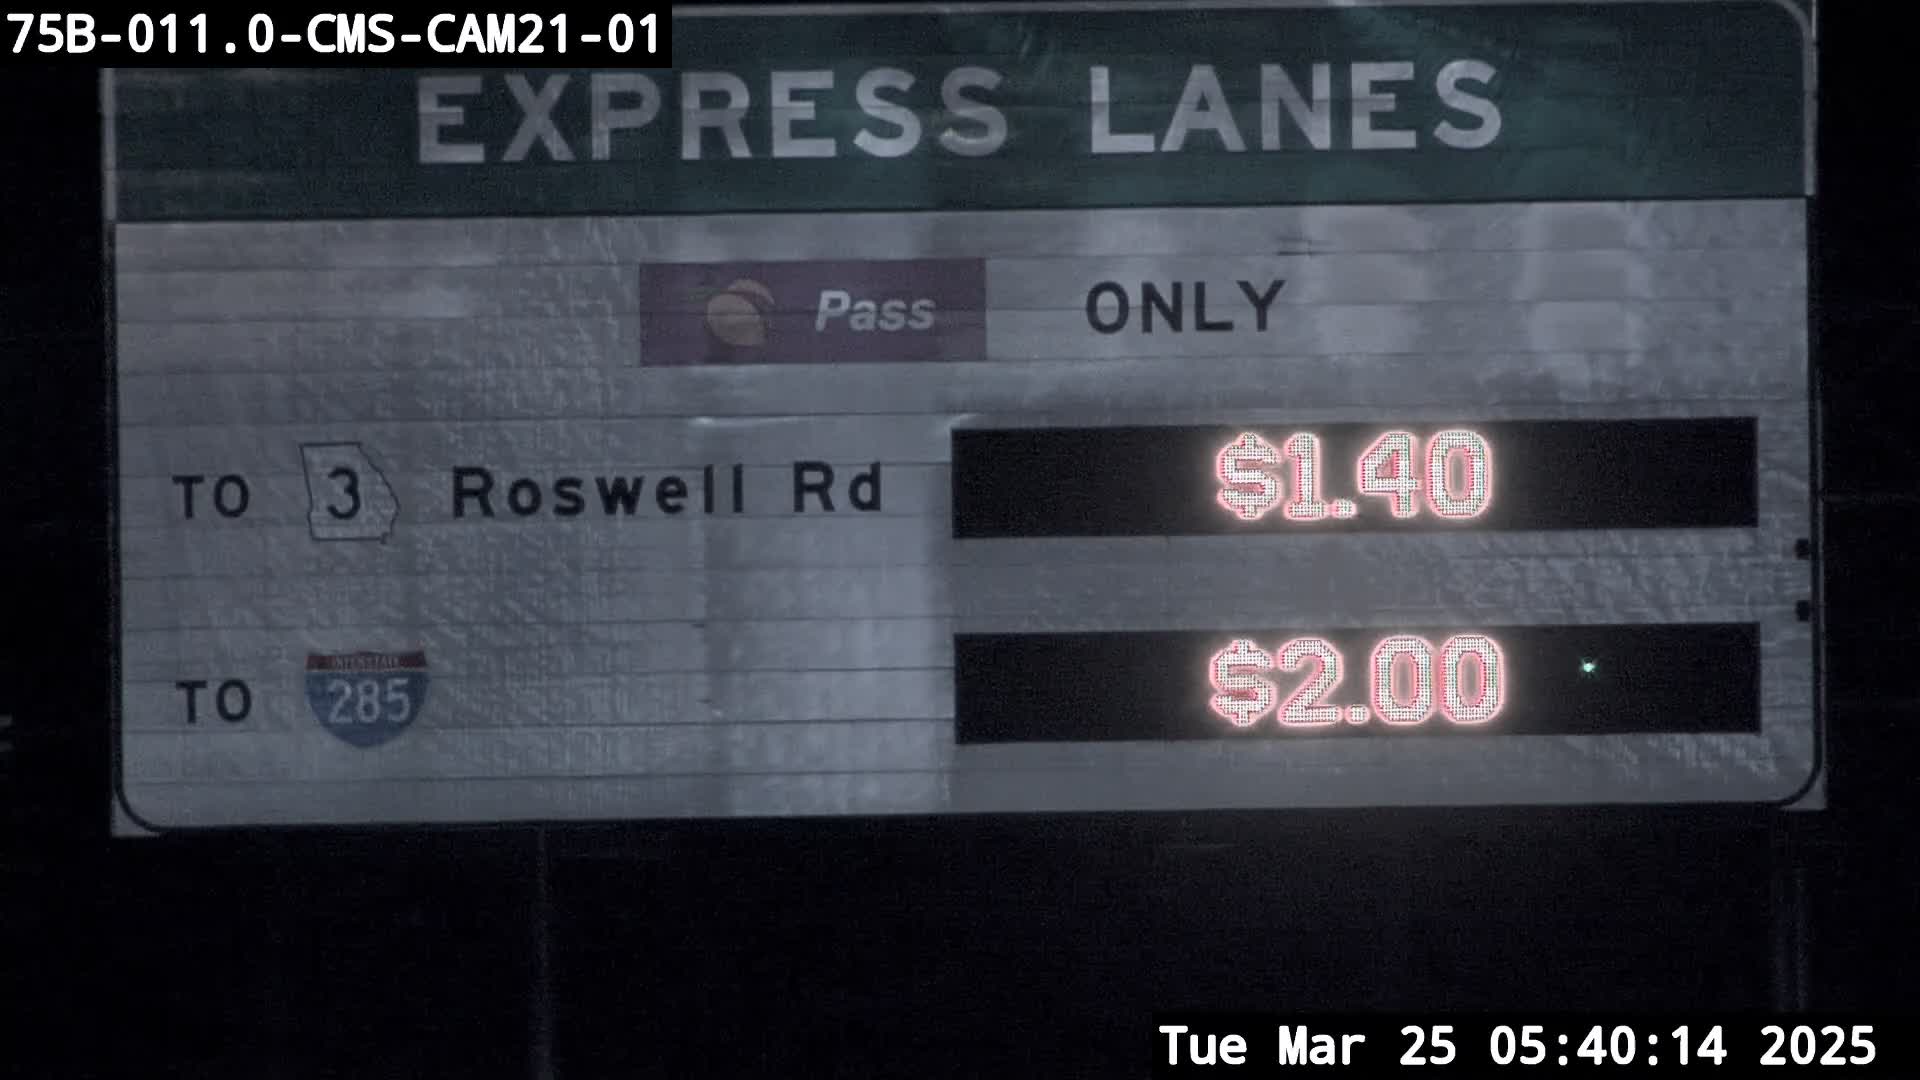 75B-011.0-CMS-CAM21-01
EXPRESS LANES
Pass ONLY
TO 3 Roswell Rd $1.40
INTERSTATE
TO 285 $2.00
Tue Mar 25 05:40:14 2025